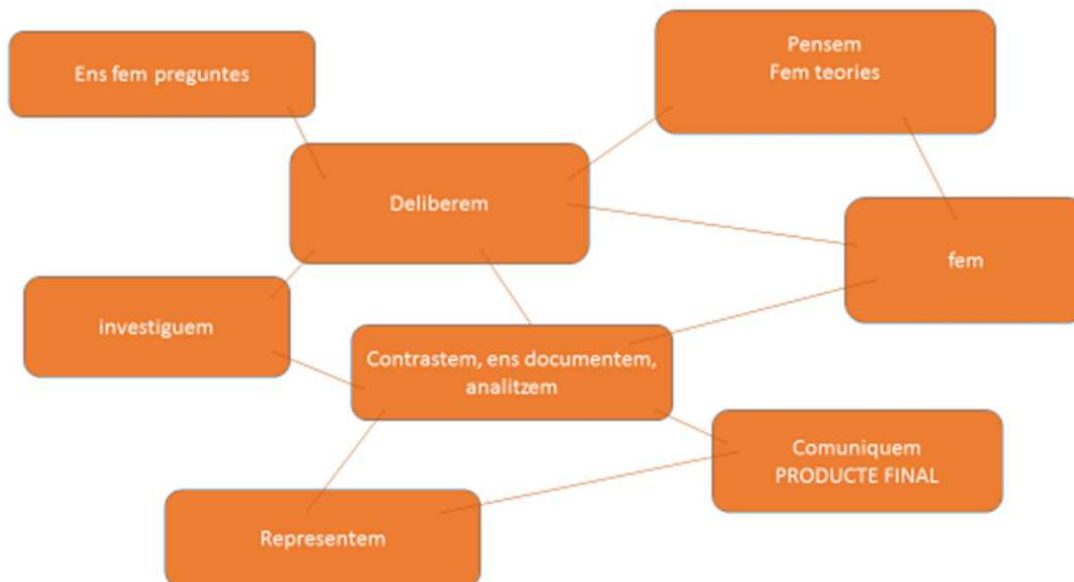 Ens fem preguntes
Pensem
Fem teories
Deliberem
fem
investiguem
Contrastem, ens documentem,
analitzem
Comuniquem
PRODUCTE FINAL
Representem